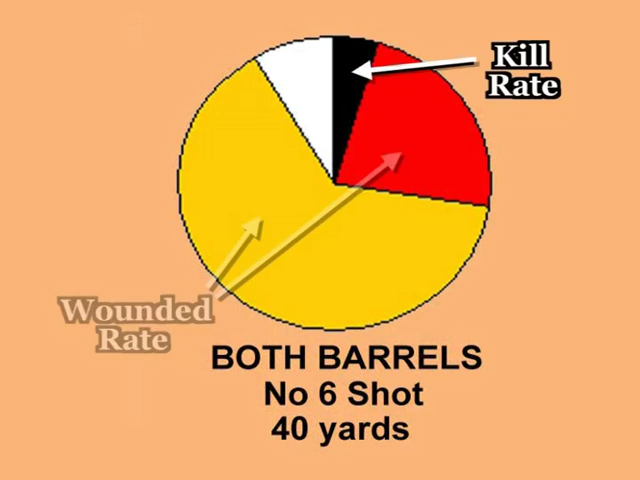 Kill
Rate
Wounded
Rate
BOTH BARRELS
No 6 Shot
40 yards